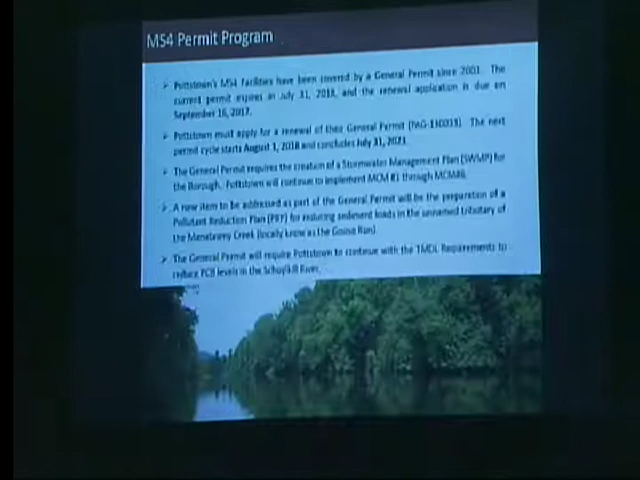 MS4 Permit Program
➢ Pottstown's MS4 facilities have been covered by a General Permit since 2003. The
current permit expires on July 31, 2018, and the renewal application is due on
September 16, 2017.
➢ Pottstown must apply for a renewal of their General Permit The next
permit cycle starts August 1, 2018 and concludes July 31, 2023.
➢ The General Permit requires the creation of a Stormwater Management Plan (SWMP) for
the Borough. Pottstown will continue to implement MCM #1 through MCM#6.
➢ A new item to be addressed as part of the General Permit will be the preparation of a
Pollutant Reduction Plan (PRP) for reducing sediment loads in the unnamed tributary of
the Manatawny Creek (locally know as the Goose Run).
➢ The General Permit will require Pottstown to continue with the TMDL Requirements to
reduce PCB levels in the Schuylkill River.